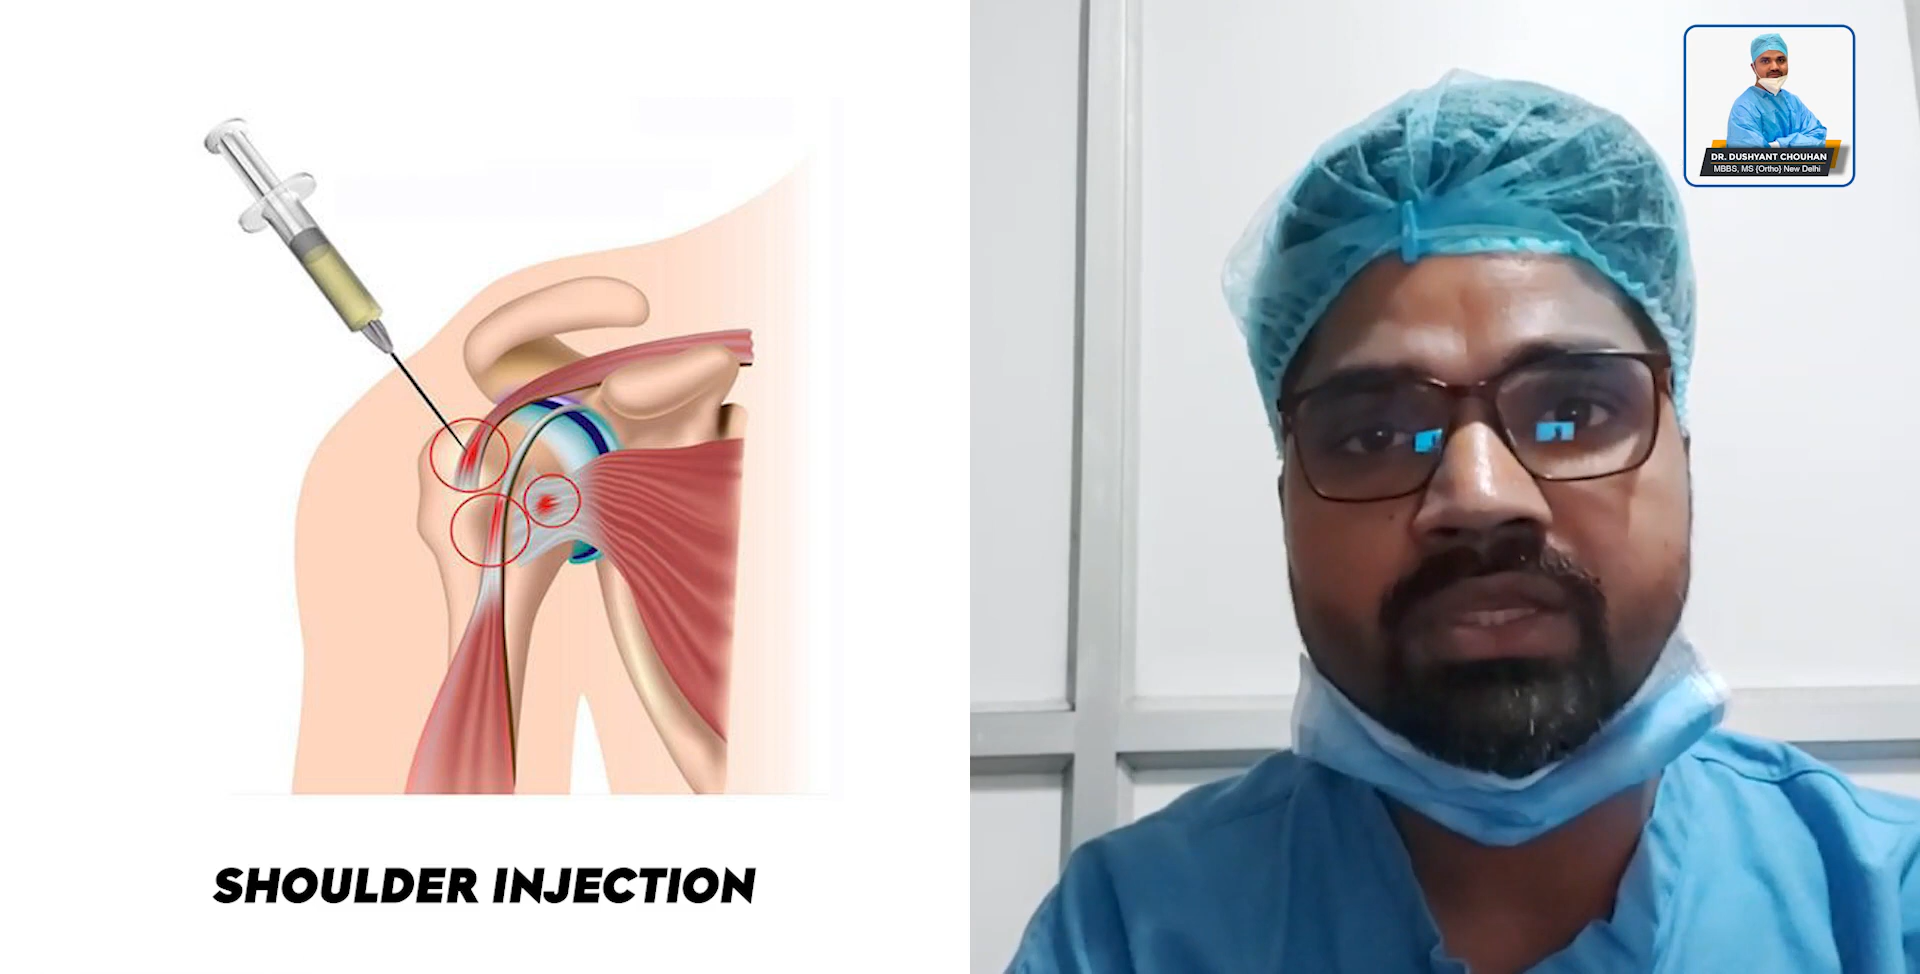 DR. DUSHYANT CHOUHAN
MBBS, MS {Ortho} New Delhi
SHOULDER INJECTION